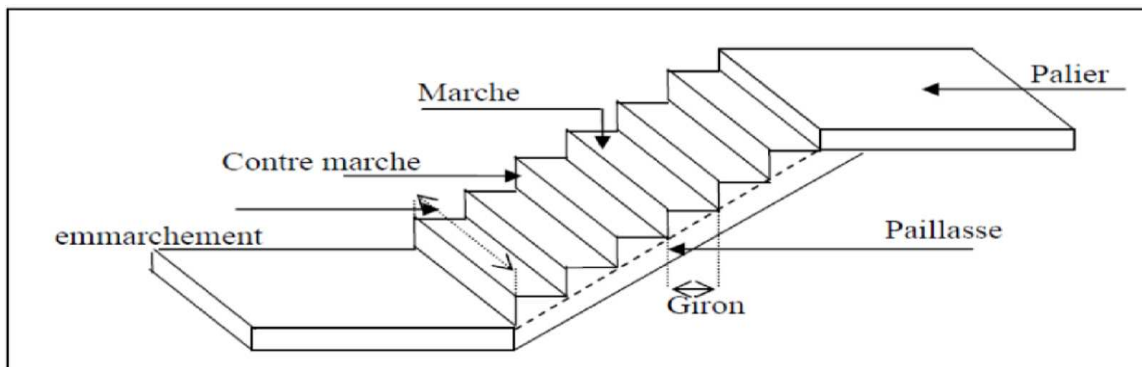 Palier
Marche
Contre marche
emmarchement
Paillasse
Giron